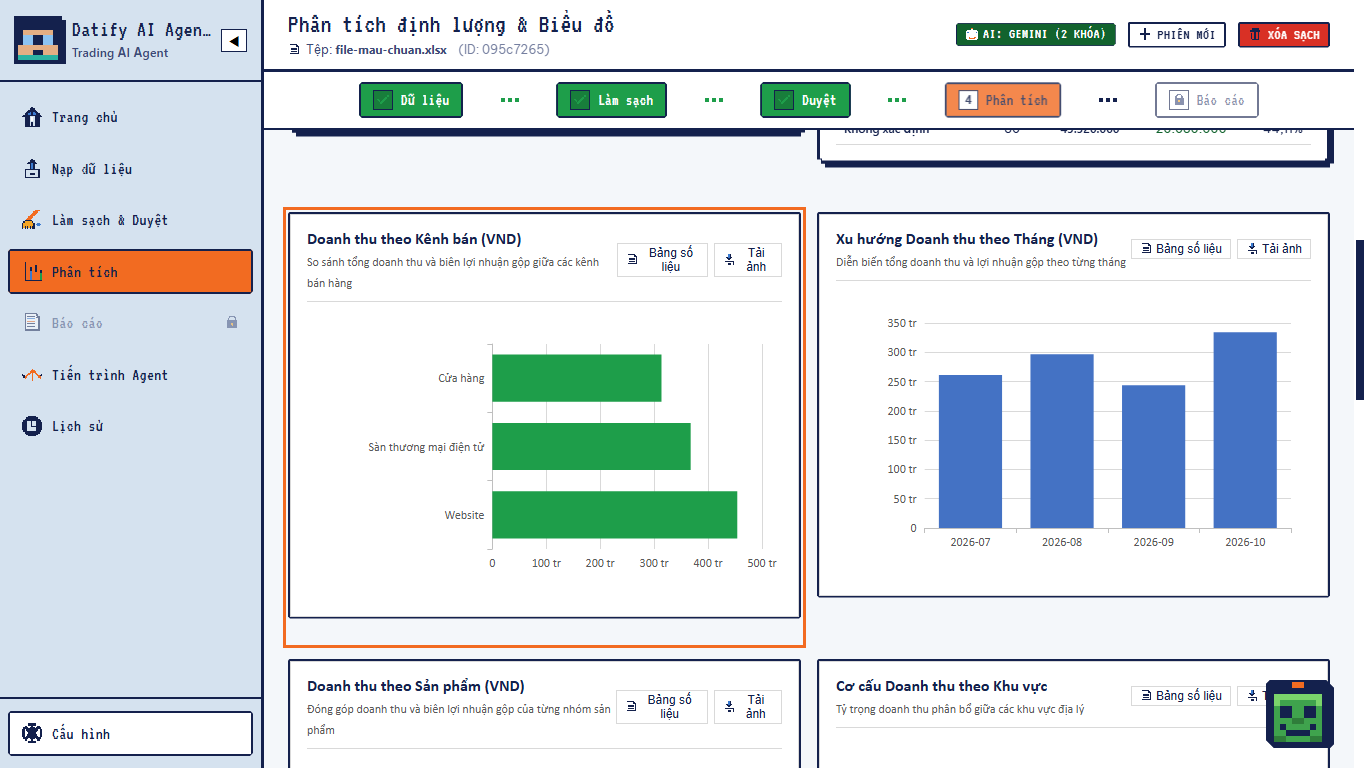 Datify AI Agen…
Trading AI Agent
Trang chủ
Nạp dữ liệu
Làm sạch & Duyệt
Phân tích
Báo cáo
Tiến trình Agent
Lịch sử
Cấu hình
Phân tích định lượng & Biểu đồ
Tệp: file-mau-chuan.xlsx (ID: 095c7265)
AI: GEMINI (2 KHÓA)
PHIÊN MỚI
XÓA SẠCH
Dữ liệu
Làm sạch
Duyệt
4 Phân tích
Báo cáo
Không xác định
Doanh thu theo Kênh bán (VND)
So sánh tổng doanh thu và biên lợi nhuận gộp giữa các kênh
bán hàng
Bảng số
liệu
Tải
ảnh
Cửa hàng
Sàn thương mại điện tử
Website
0 100 tr 200 tr 300 tr 400 tr 500 tr
Xu hướng Doanh thu theo Tháng (VND)
Diễn biến tổng doanh thu và lợi nhuận gộp theo từng tháng
Bảng số liệu
Tải ảnh
350 tr
300 tr
250 tr
200 tr
150 tr
100 tr
50 tr
0
2026-07 2026-08 2026-09 2026-10
Doanh thu theo Sản phẩm (VND)
Đóng góp doanh thu và biên lợi nhuận gộp của từng nhóm sản
phẩm
Bảng số
liệu
Tải
ảnh
Cơ cấu Doanh thu theo Khu vực
Tỷ trọng doanh thu phân bổ giữa các khu vực địa lý
Bảng số liệu